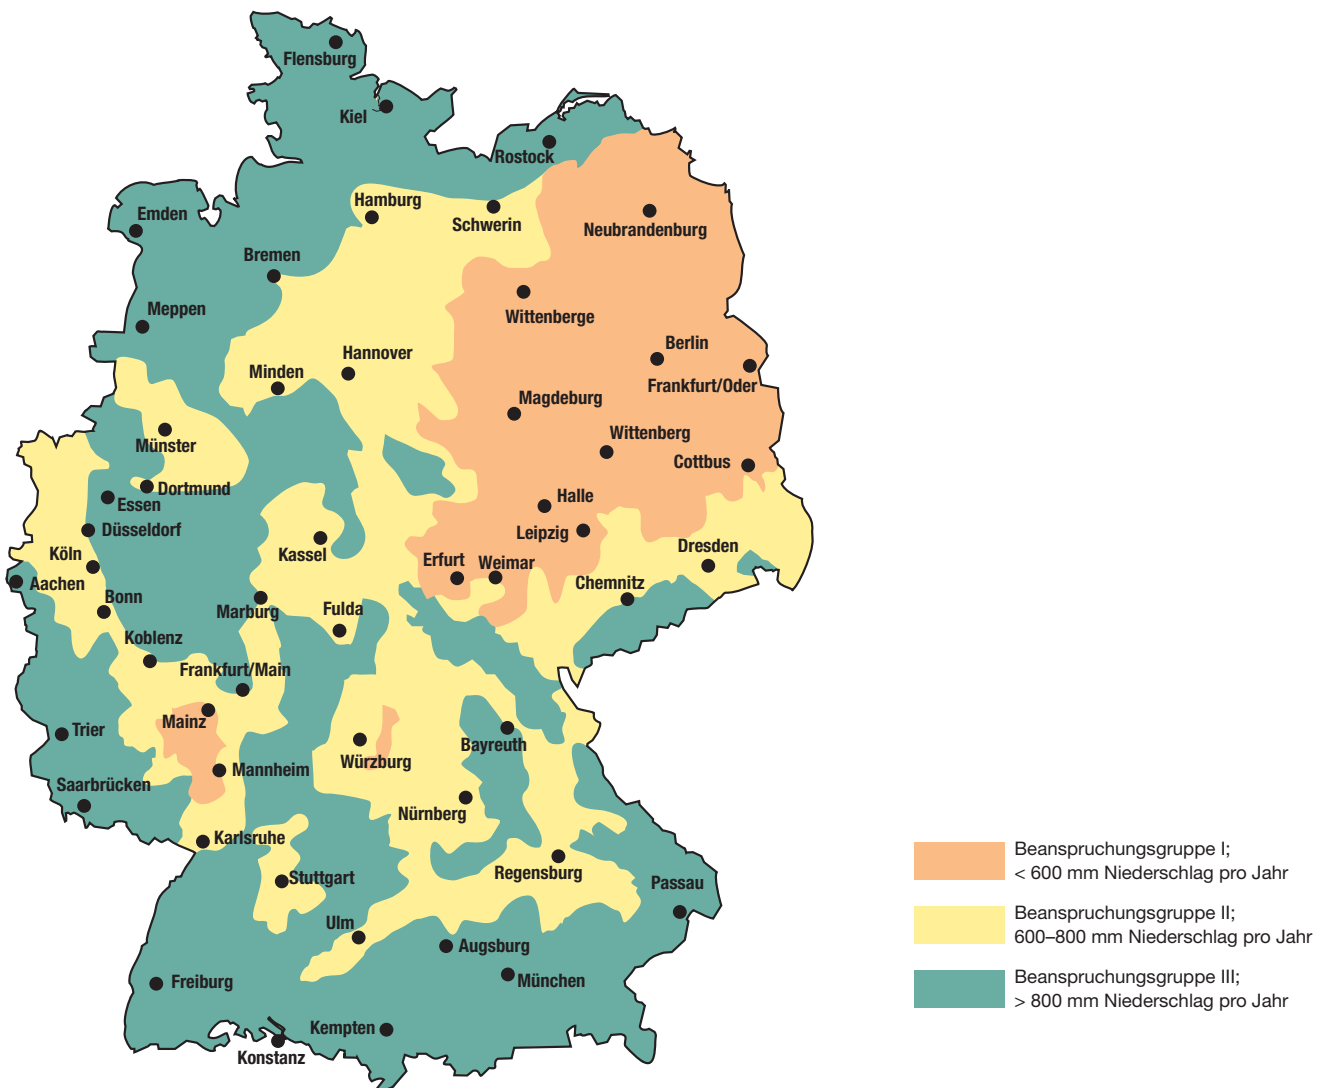 Flensburg
Kiel
Rostock
Hamburg
Emden
Schwerin
Neubrandenburg
Bremen
Meppen
Wittenberge
Berlin
Hannover
Minden
Frankfurt/Oder
Magdeburg
Wittenberg
Münster
Cottbus
Dortmund
Halle
Essen
Düsseldorf
Leipzig
Dresden
Köln
Kassel
Erfurt
Weimar
Aachen
Chemnitz
Bonn
Marburg
Fulda
Koblenz
Frankfurt/Main
Mainz
Trier
Bayreuth
Würzburg
Mannheim
Saarbrücken
Nürnberg
Karlsruhe
Regensburg
Stuttgart
Passau
Ulm
Augsburg
Freiburg
München
Kempten
Konstanz
Beanspruchungsgruppe I;
< 600 mm Niederschlag pro Jahr
Beanspruchungsgruppe II;
600–800 mm Niederschlag pro Jahr
Beanspruchungsgruppe III;
> 800 mm Niederschlag pro Jahr